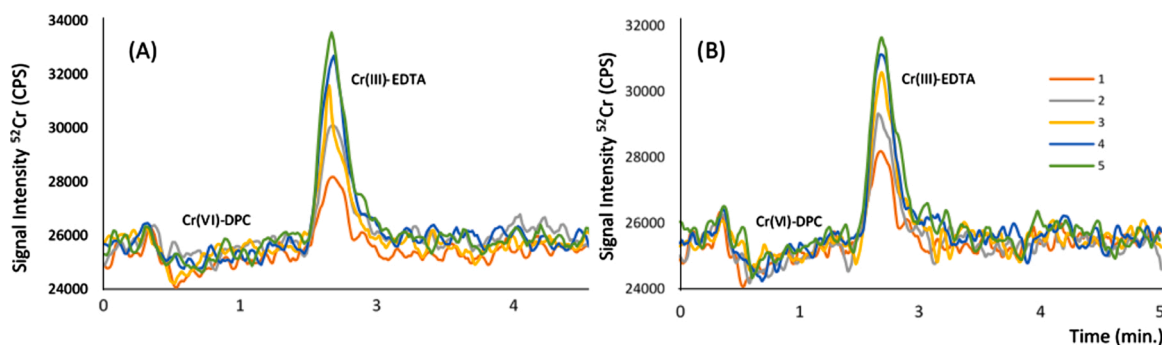 (A)
Signal Intensity ⁵²Cr (CPS)
34000
32000
30000
28000
26000
24000
Cr(III)-EDTA
Cr(VI)-DPC
0 1 3 4
(B)
Signal Intensity ⁵²Cr (CPS)
32000
30000
28000
26000
24000
Cr(III)-EDTA
Cr(VI)-DPC
1
2
3
4
5
0 1 3 4 5
Time (min.)